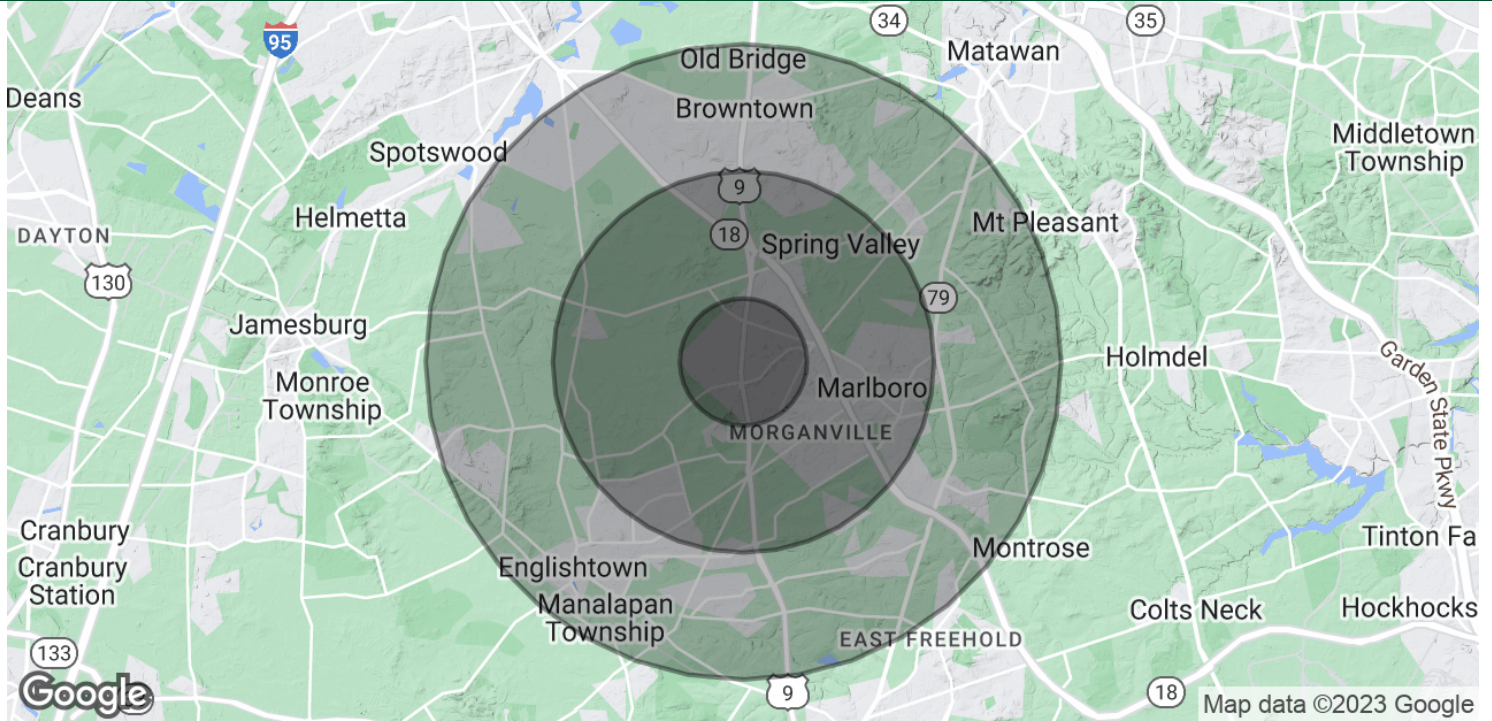 34
35
95
Old Bridge
Matawan
Deans
Browntown
Middletown
Township
Spotswood
9
Helmetta
Mt Pleasant
DAYTON
18
Spring Valley
130
79
Jamesburg
Holmdel
Garden State Pkwy
Monroe
Township
Marlboro
MORGANVILLE
Cranbury
Tinton Fa
Montrose
Cranbury
Station
Englishtown
Manalapan
Township
Colts Neck
Hockhocks
EAST FREEHOLD
133
9
18
Google
Map data ©2023 Google